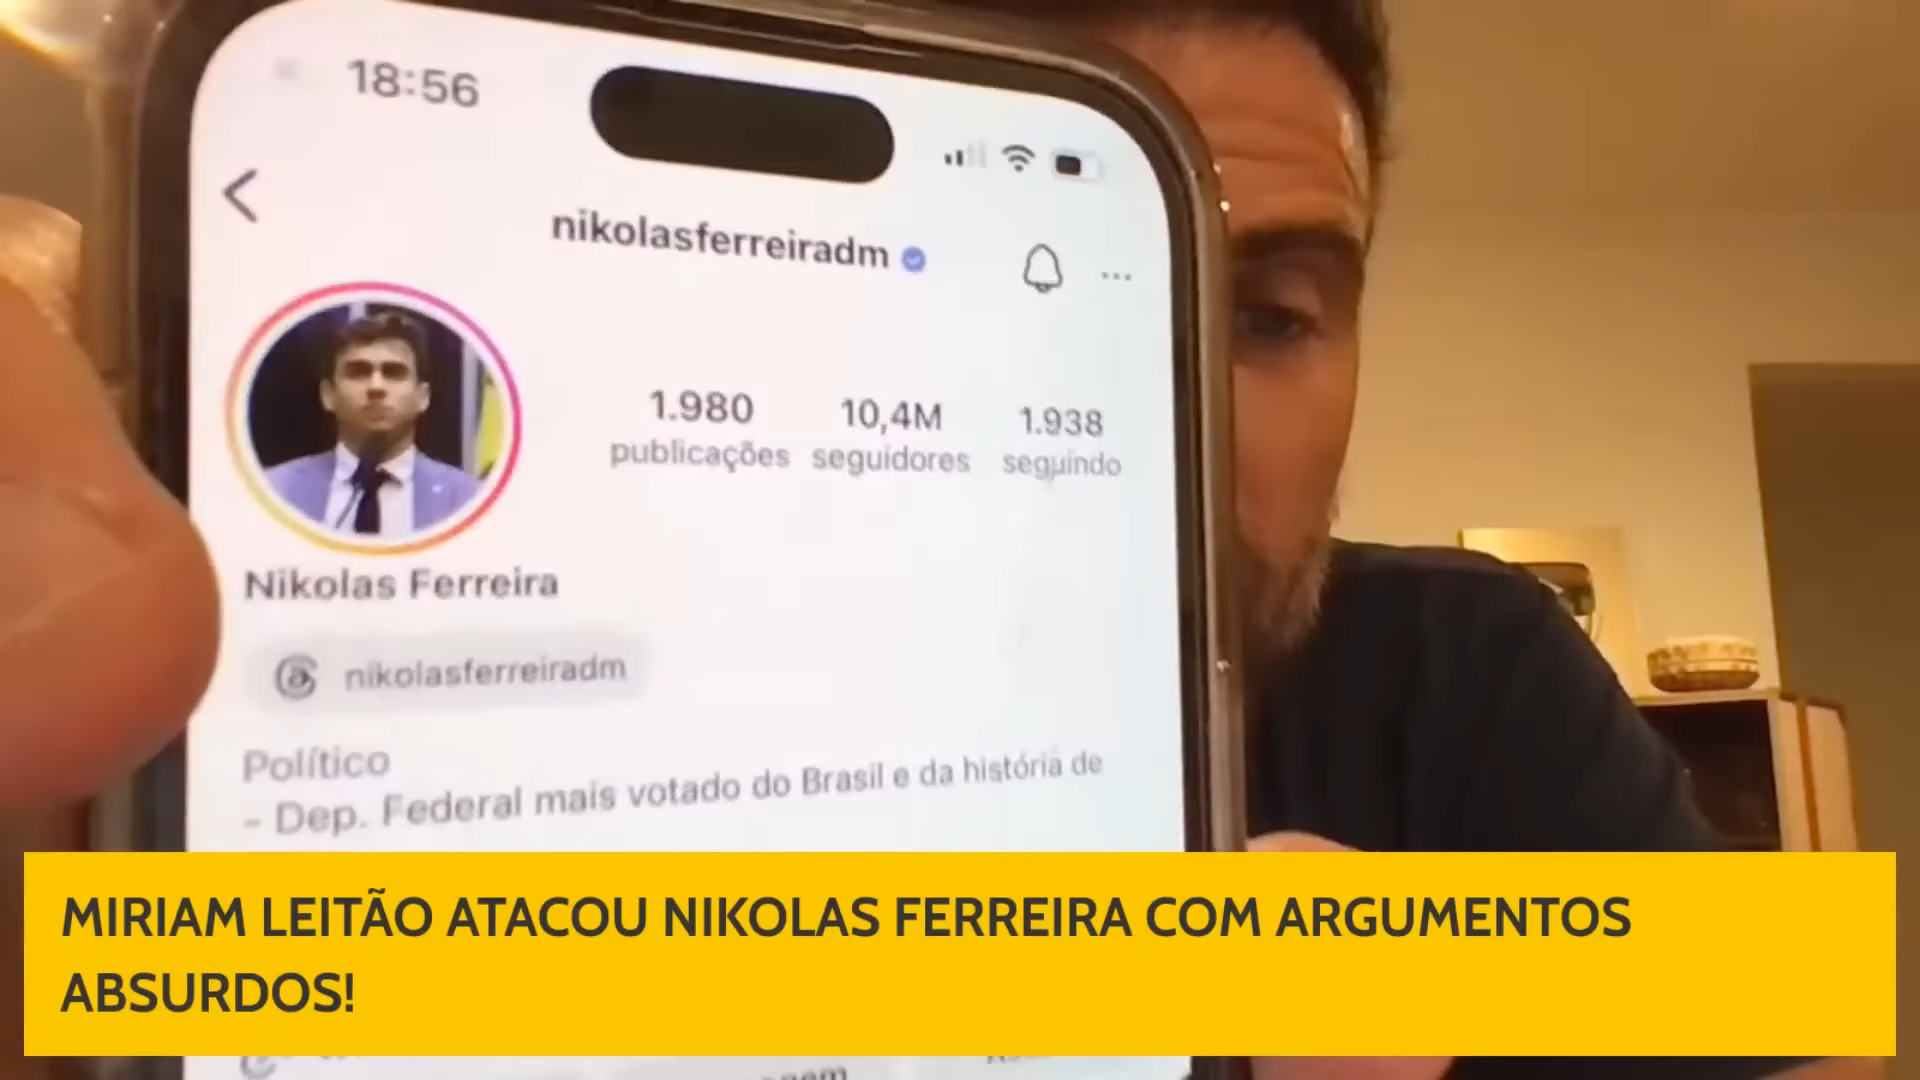 18:56
nikolasferreiradm
1.980 10,4M 1.938
publicações seguidores seguindo
Nikolas Ferreira
nikolasferreiradm
Político
- Dep. Federal mais votado do Brasil e da história de
MIRIAM LEITÃO ATACOU NIKOLAS FERREIRA COM ARGUMENTOS
ABSURDOS!